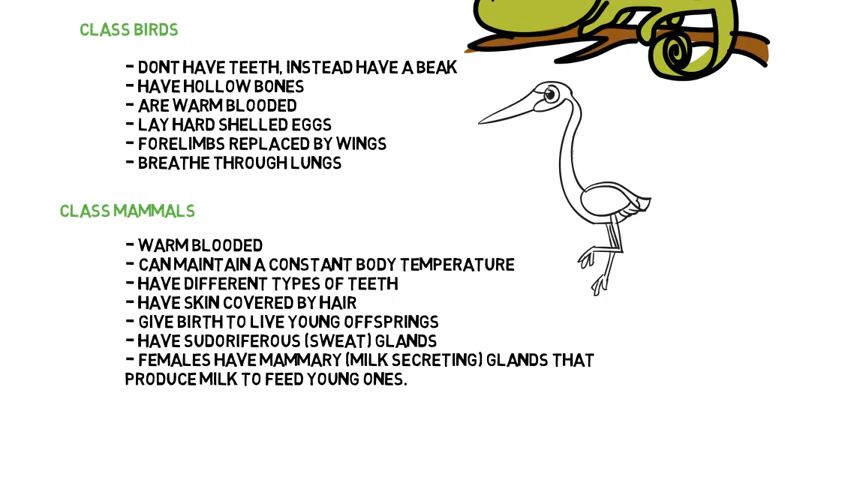 CLASS BIRDS
- DONT HAVE TEETH, INSTEAD HAVE A BEAK
- HAVE HOLLOW BONES
- ARE WARM BLOODED
- LAY HARD SHELLED EGGS
- FORELIMBS REPLACED BY WINGS
- BREATHE THROUGH LUNGS
CLASS MAMMALS
- WARM BLOODED
- CAN MAINTAIN A CONSTANT BODY TEMPERATURE
- HAVE DIFFERENT TYPES OF TEETH
- HAVE SKIN COVERED BY HAIR
- GIVE BIRTH TO LIVE YOUNG OFFSPRINGS
- HAVE SUDORIFEROUS (SWEAT) GLANDS
- FEMALES HAVE MAMMARY (MILK SECRETING) GLANDS THAT
PRODUCE MILK TO FEED YOUNG ONES.